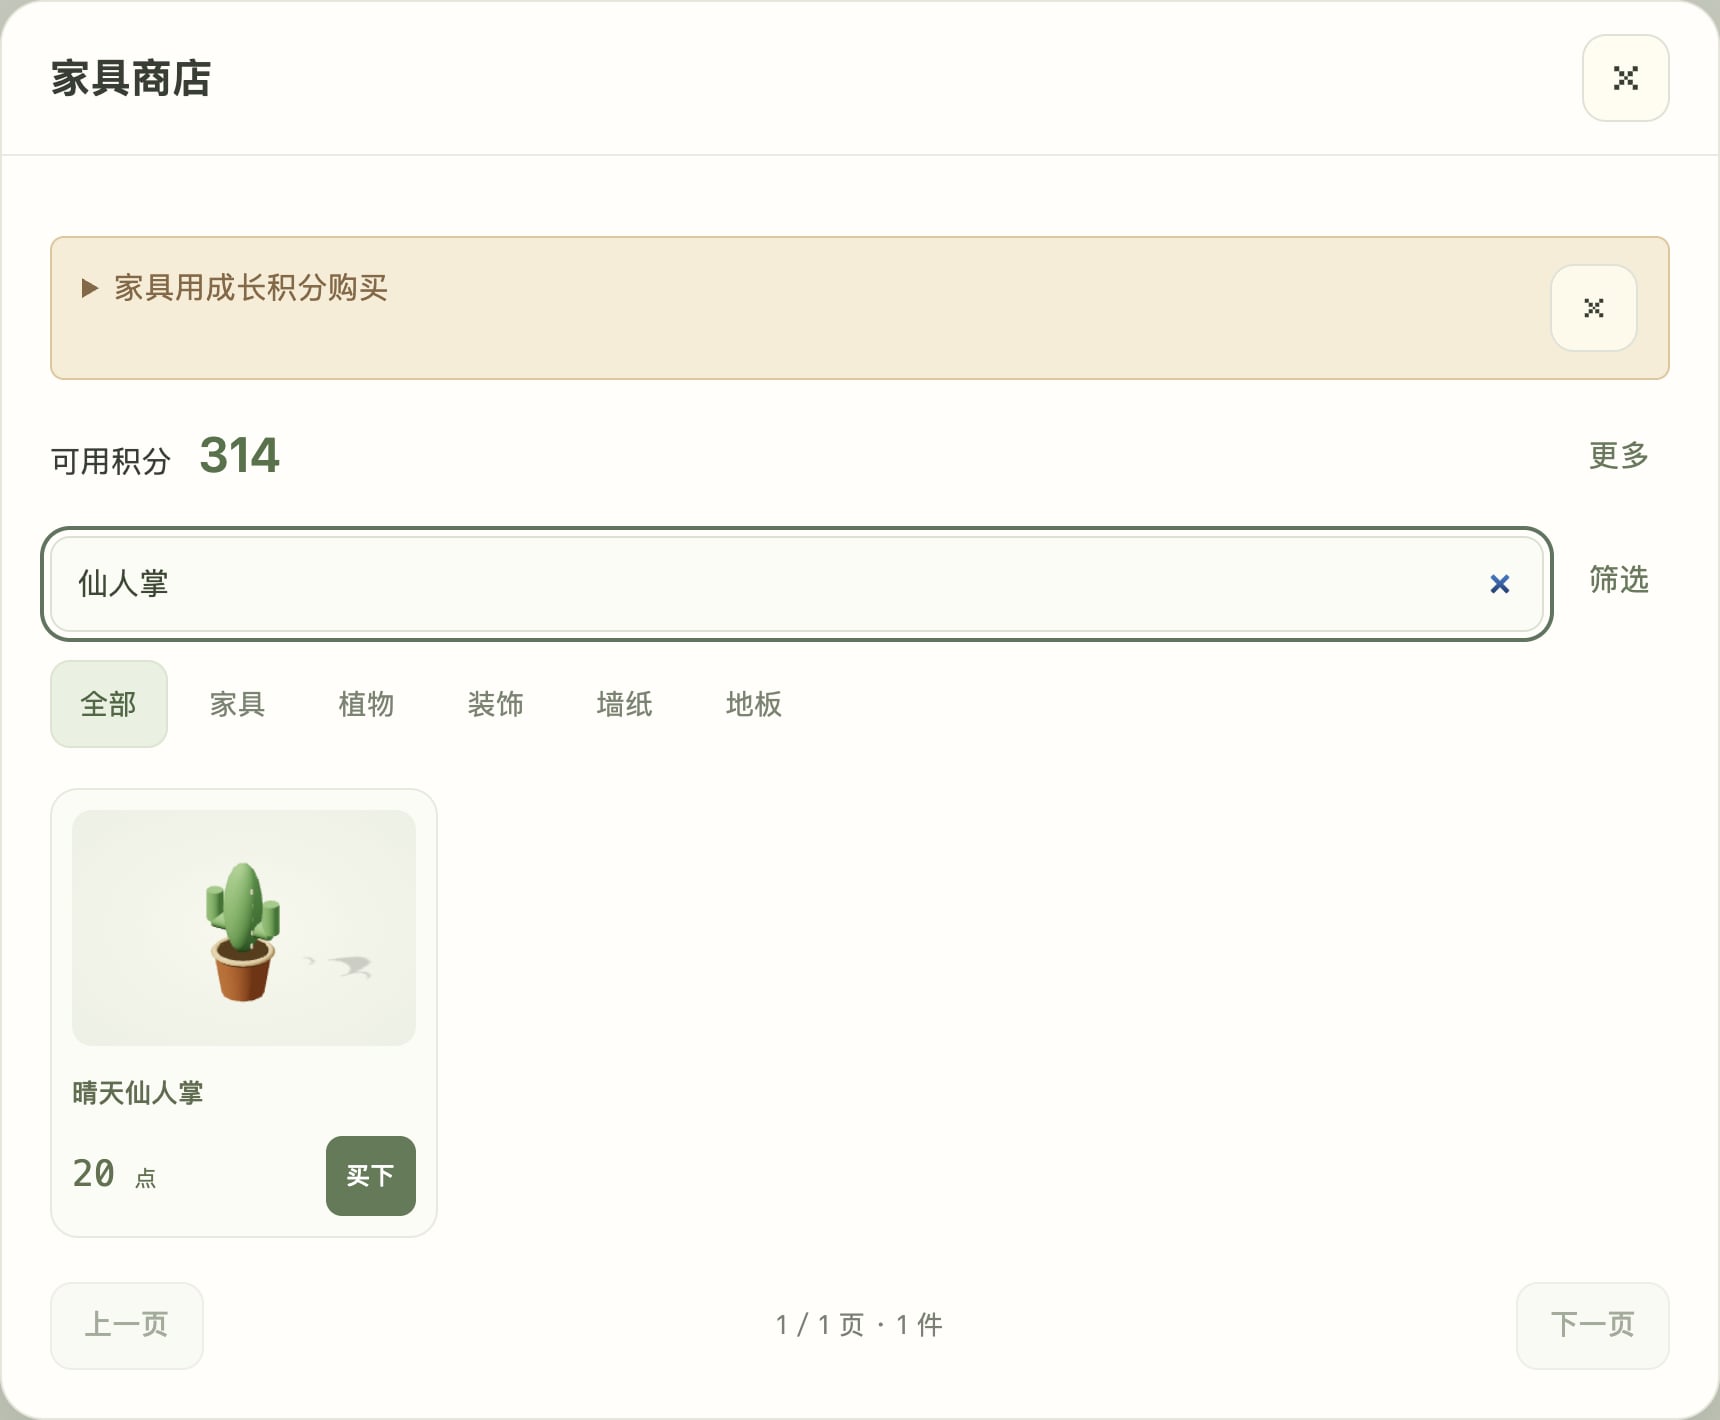 家具商店
家具用成长积分购买
可用积分 314
更多
仙人掌
筛选
全部 家具 植物 装饰 墙纸 地板
晴天仙人掌
20 点
买下
上一页
1 / 1 页 · 1 件
下一页